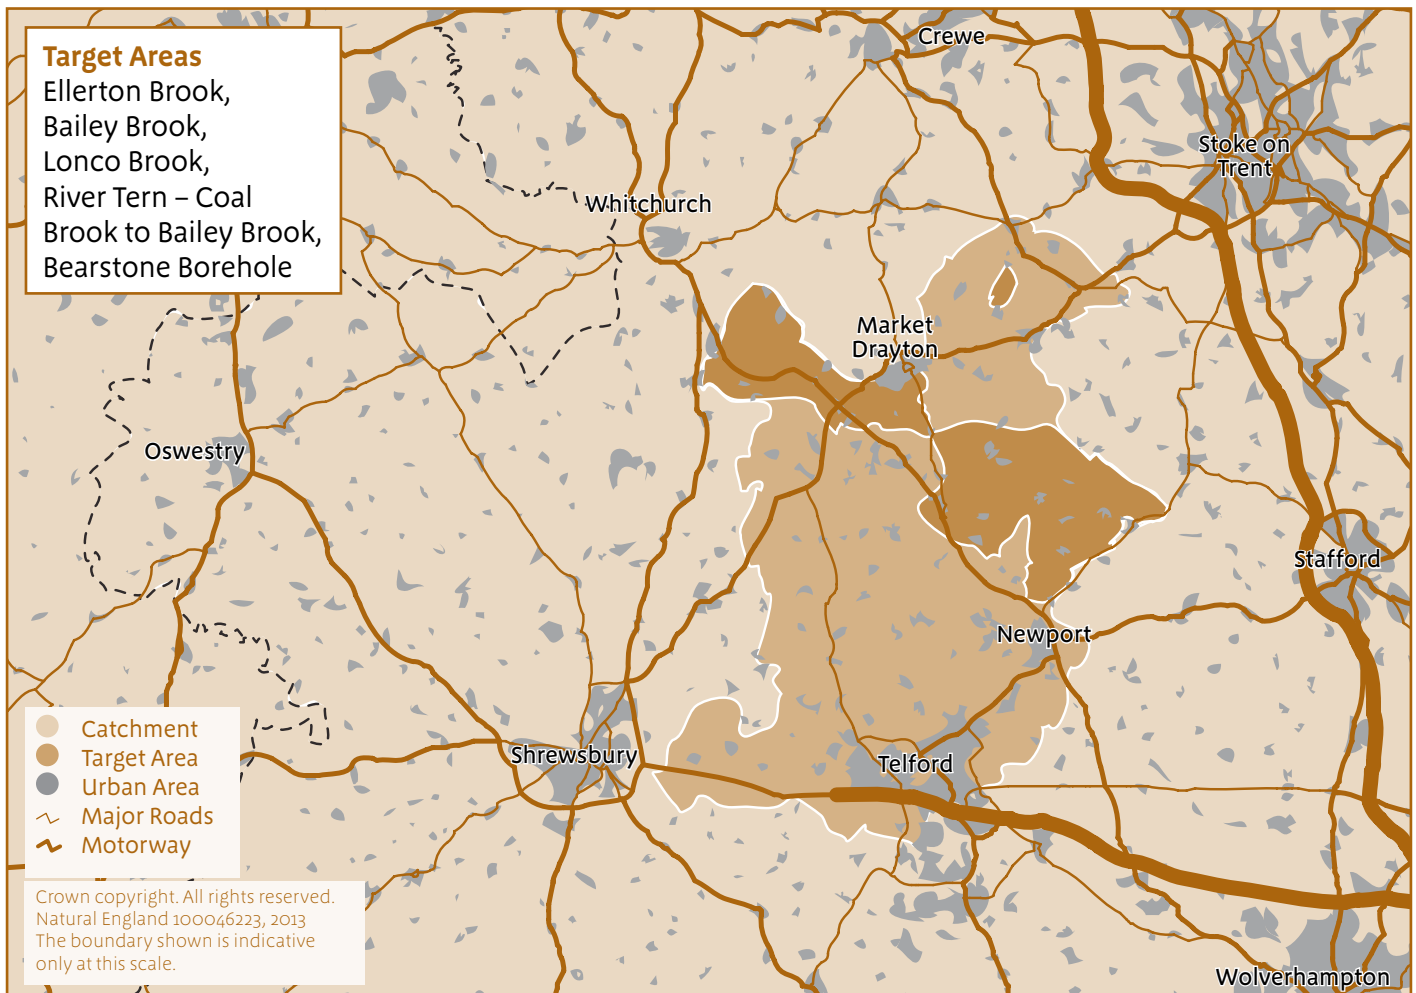 Target Areas
Ellerton Brook,
Bailey Brook,
Lonco Brook,
River Tern – Coal
Brook to Bailey Brook,
Bearstone Borehole
Crewe
Stoke on
Trent
Whitchurch
Market
Drayton
Oswestry
Stafford
Newport
Shrewsbury
Telford
Wolverhampton
Catchment
Target Area
Urban Area
Major Roads
Motorway
Crown copyright. All rights reserved.
Natural England 100046223, 2013
The boundary shown is indicative
only at this scale.